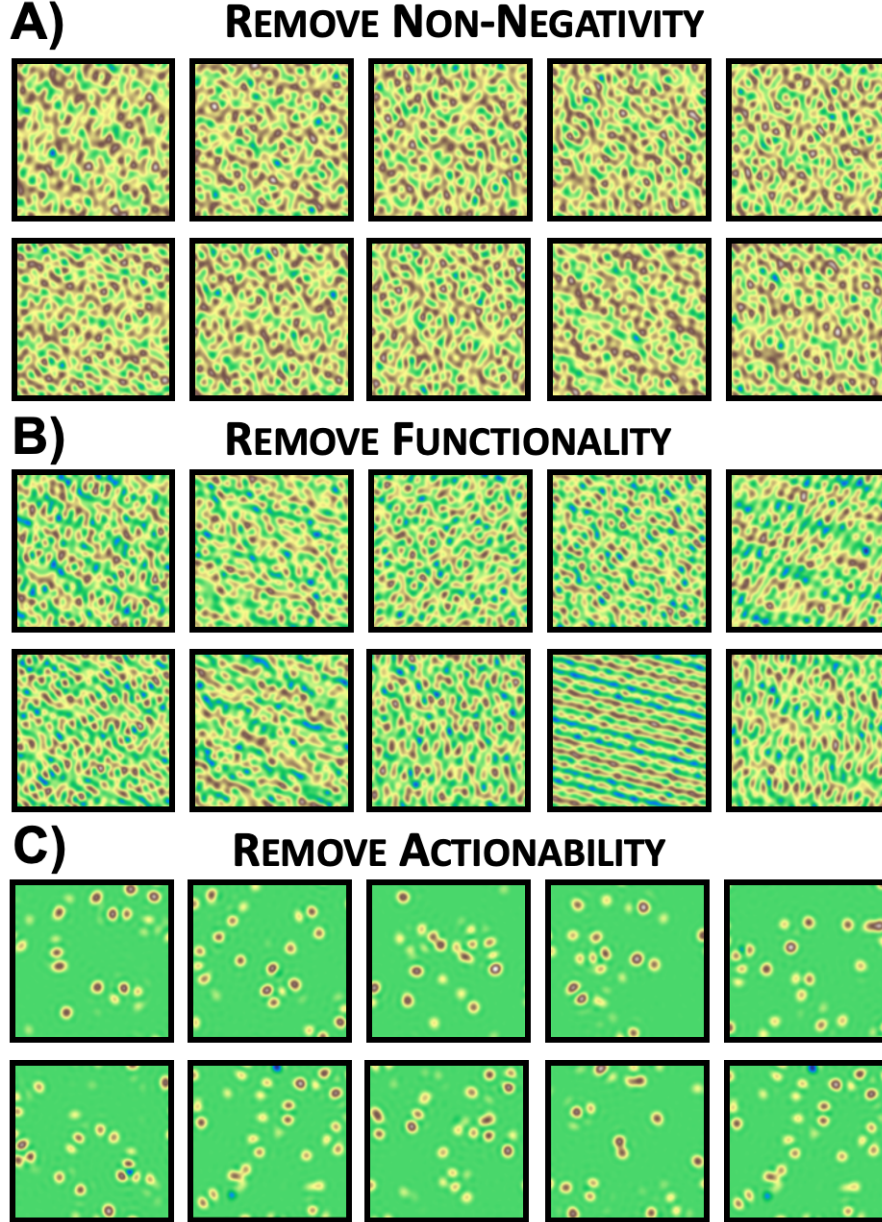 A) REMOVE NON-NEGATIVITY
B) REMOVE FUNCTIONALITY
C) REMOVE ACTIONABILITY